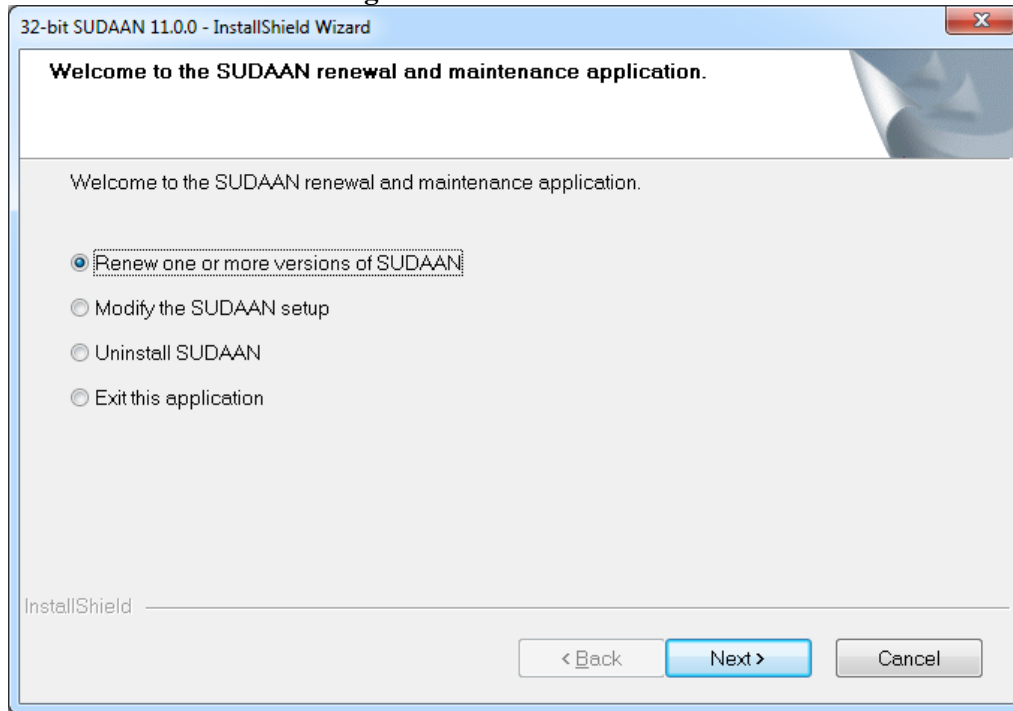 32-bit SUDAAN 11.0.0 - InstallShield Wizard
Welcome to the SUDAAN renewal and maintenance application.
Welcome to the SUDAAN renewal and maintenance application.
Renew one or more versions of SUDAAN
Modify the SUDAAN setup
Uninstall SUDAAN
Exit this application
InstallShield
< Back Next > Cancel